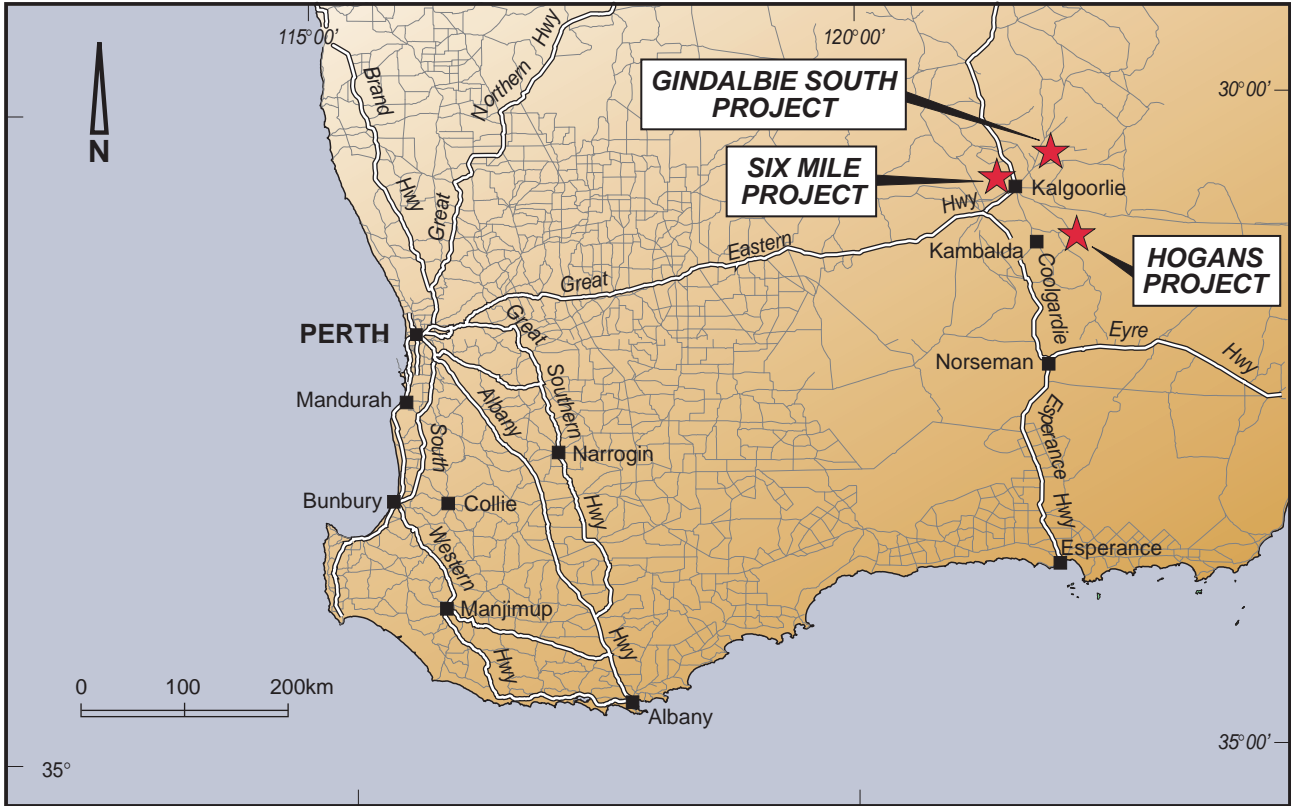 115°00'
120°00'
30°00'
N
Brand
Hwy
Great
Northern
Hwy
GINDALBIE SOUTH
PROJECT
SIX MILE
PROJECT
Kalgoorlie
HOGANS
PROJECT
Kambalda
Coolgardie
Great
Eastern
Hwy
PERTH
Great
Southern
Hwy
Eyre
Hwy
Norseman
Mandurah
Albany
Hwy
South
Western
Hwy
Narrogin
Esperance
Hwy
Bunbury
Collie
Esperance
Manjimup
Albany
0 100 200km
35°
35°00'